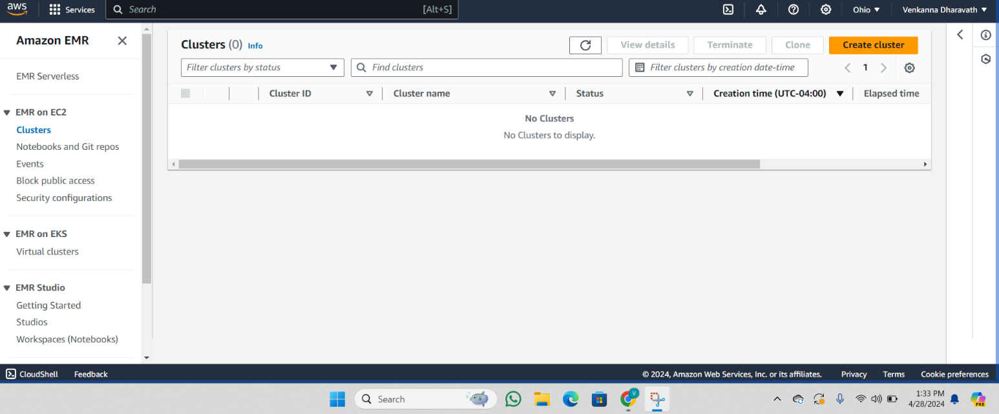 aws
Services
Search [Alt+S]
Ohio ▼
Venkanna Dharavath ▼
Amazon EMR
EMR Serverless
EMR on EC2
Clusters
Notebooks and Git repos
Events
Block public access
Security configurations
EMR on EKS
Virtual clusters
EMR Studio
Getting Started
Studios
Workspaces (Notebooks)
Clusters (0) Info
View details
Terminate
Clone
Create cluster
Filter clusters by status
Find clusters
Filter clusters by creation date-time
1
Cluster ID
Cluster name
Status
Creation time (UTC-04:00)
Elapsed time
No Clusters
No Clusters to display.
CloudShell
Feedback
© 2024, Amazon Web Services, Inc. or its affiliates.
Privacy
Terms
Cookie preferences
Search
V
1:33 PM
4/28/2024
PRE